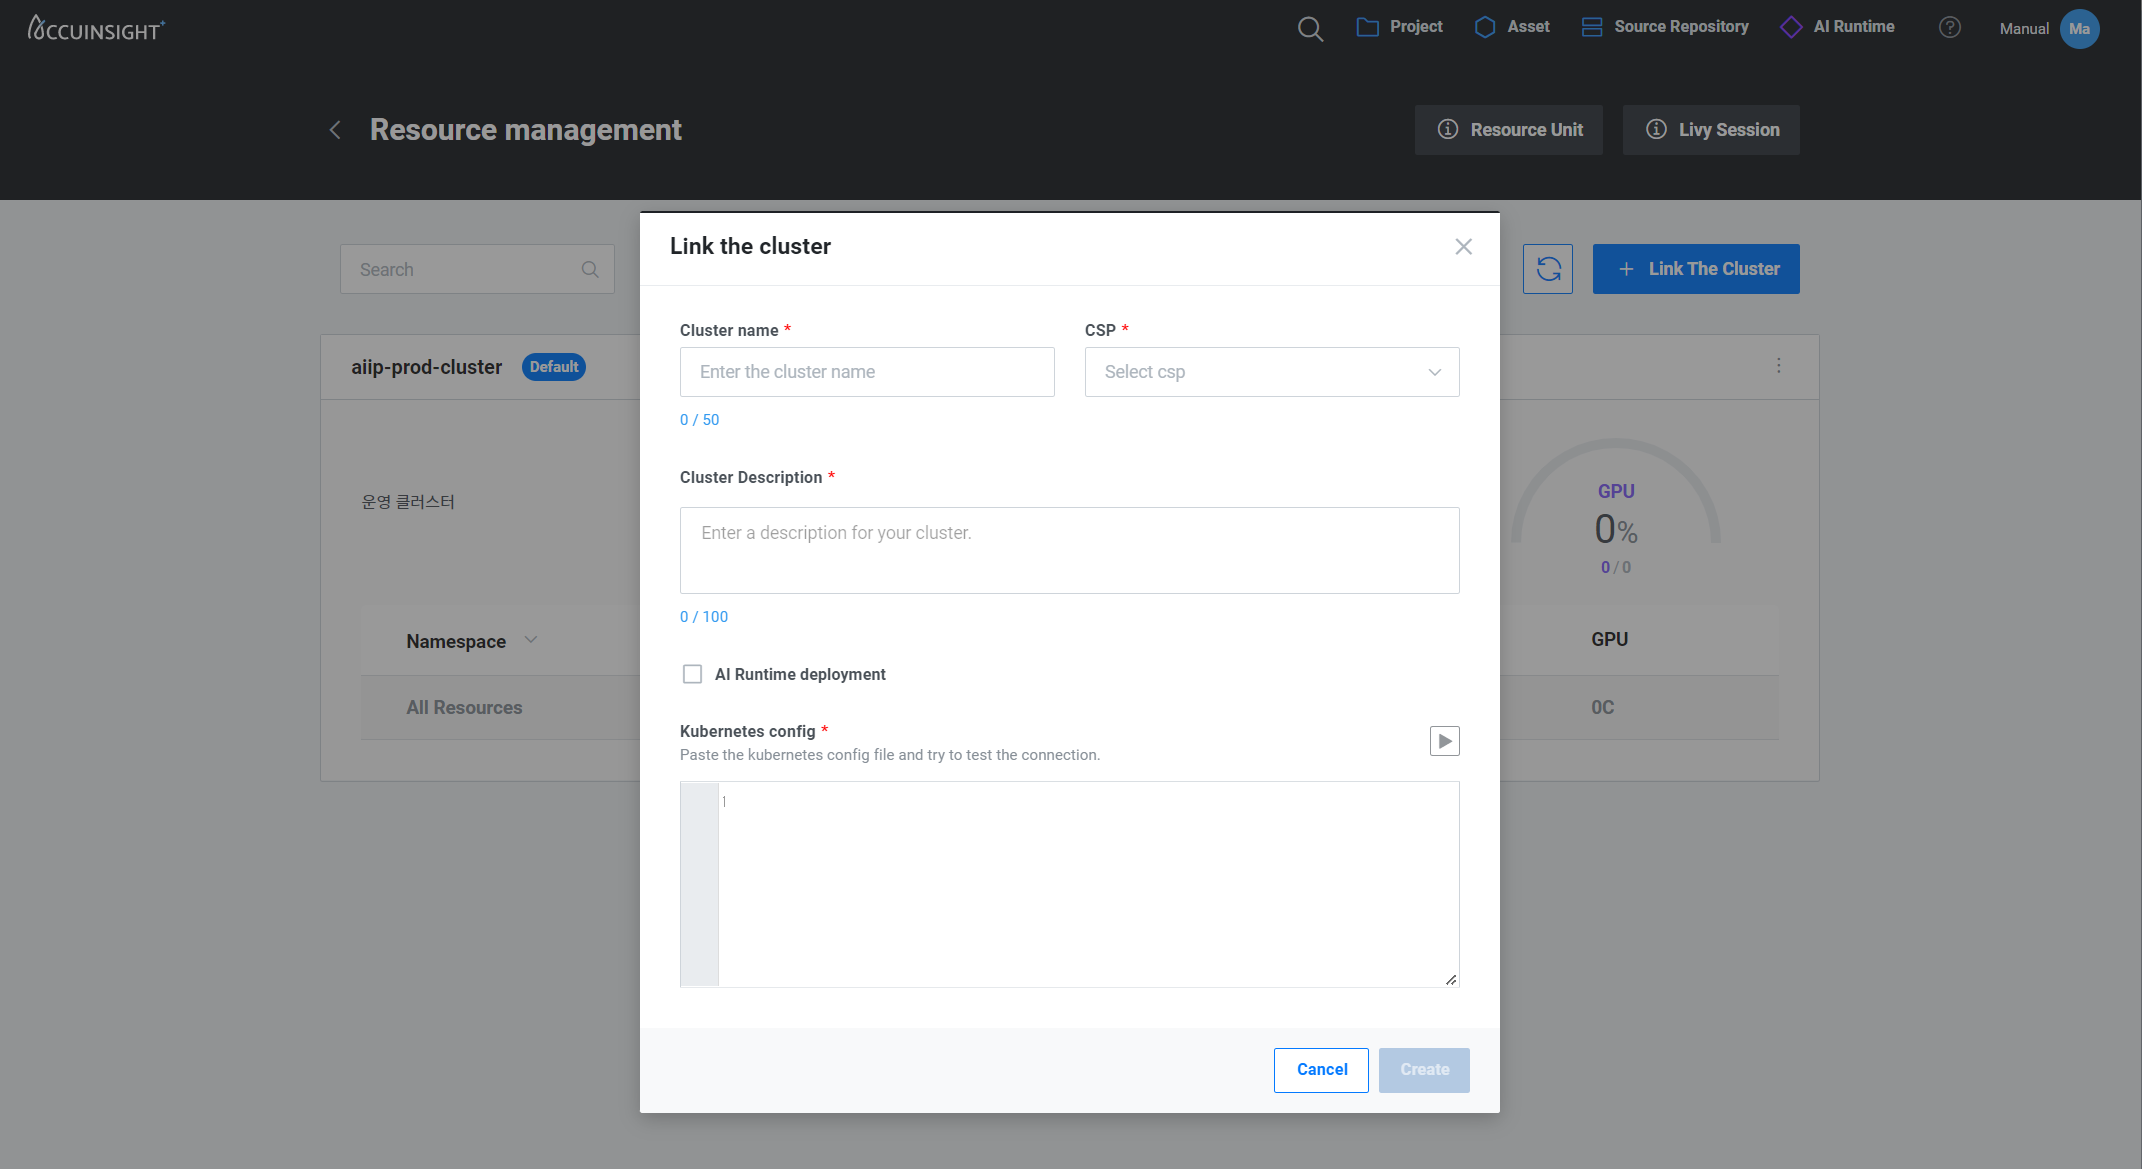 ACCUINSIGHT+
Project
Asset
Source Repository
AI Runtime
?
Manual
Ma
Resource management
Resource Unit
Livy Session
Search
Link The Cluster
aiip-prod-cluster
Default
운영 클러스터
GPU
0%
0 / 0
Namespace
GPU
All Resources
0C
Link the cluster
Cluster name *
CSP *
Enter the cluster name
Select csp
0 / 50
Cluster Description *
Enter a description for your cluster.
0 / 100
AI Runtime deployment
Kubernetes config *
Paste the kubernetes config file and try to test the connection.
1
Cancel
Create